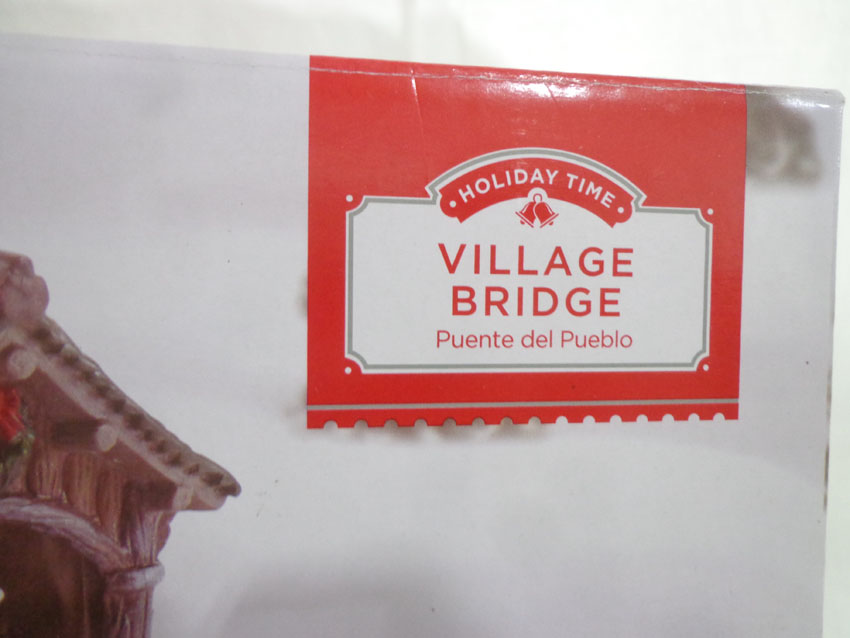 HOLIDAY TIME
VILLAGE
BRIDGE
Puente del Pueblo